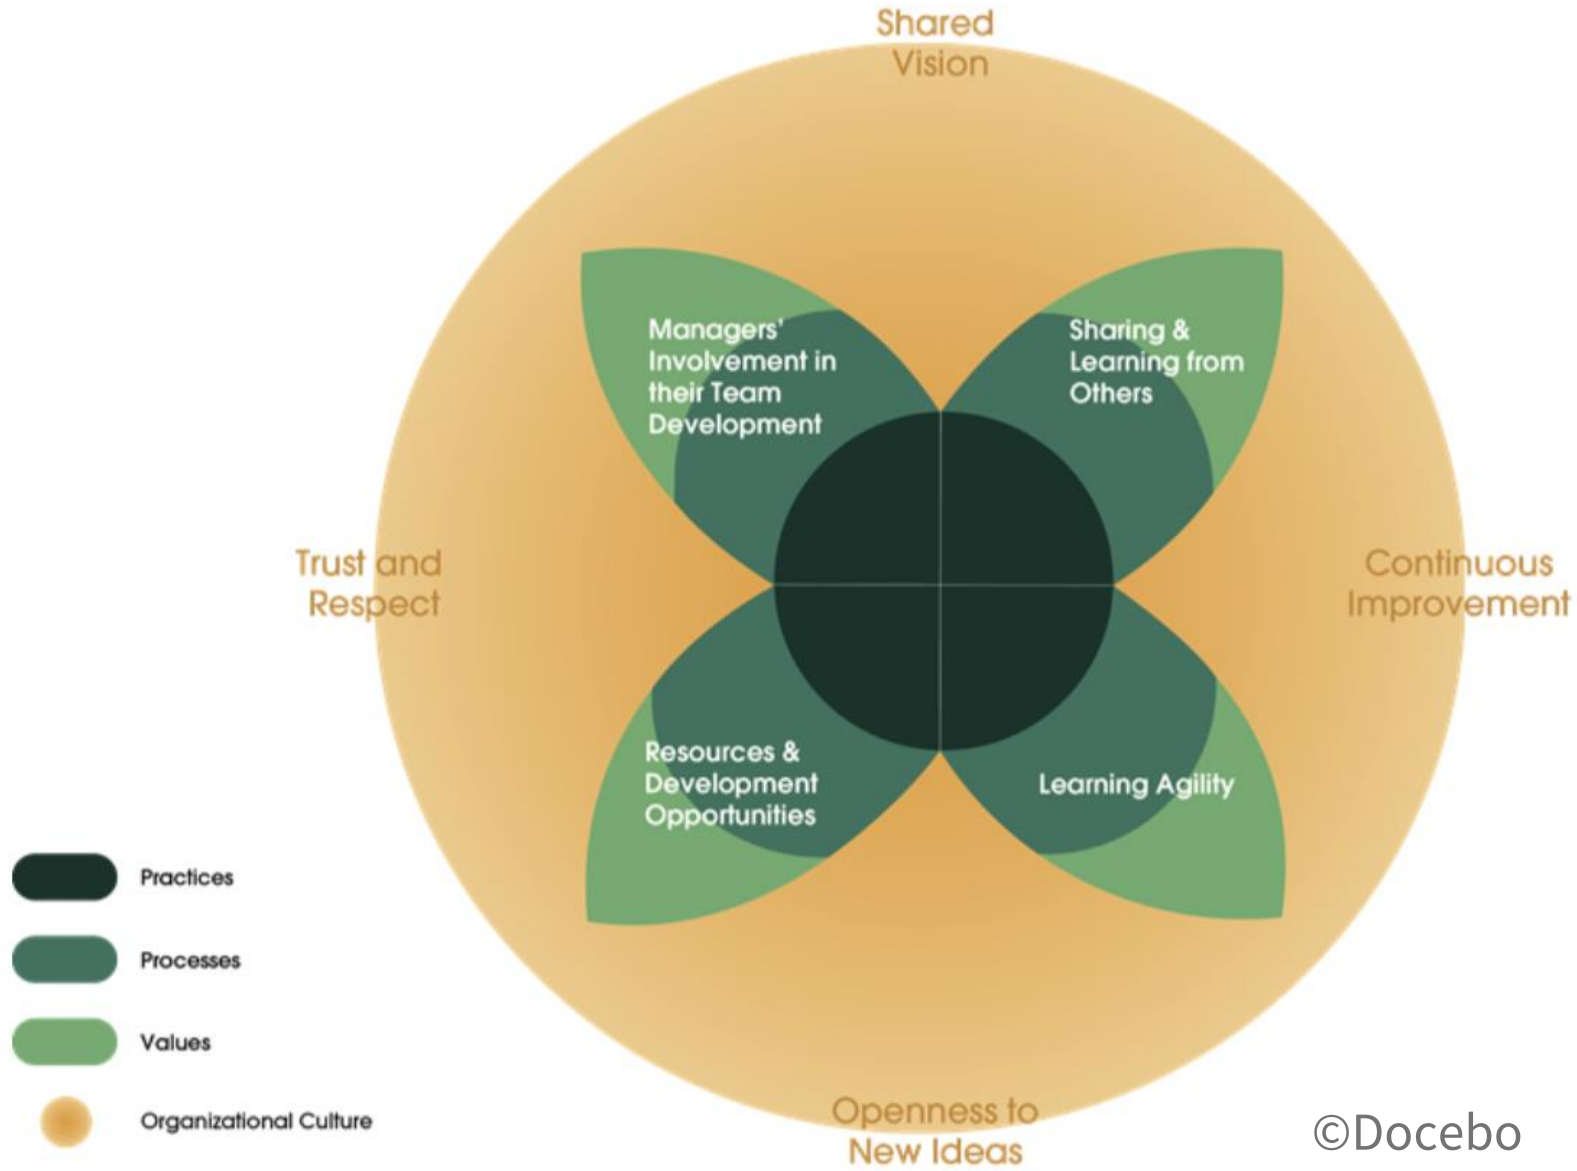 Shared
Vision
Managers'
Involvement in
their Team
Development
Sharing &
Learning from
Others
Trust and
Respect
Continuous
Improvement
Resources &
Development
Opportunities
Learning Agility
Practices
Processes
Values
Organizational Culture
Openness to
New Ideas
©Docebo